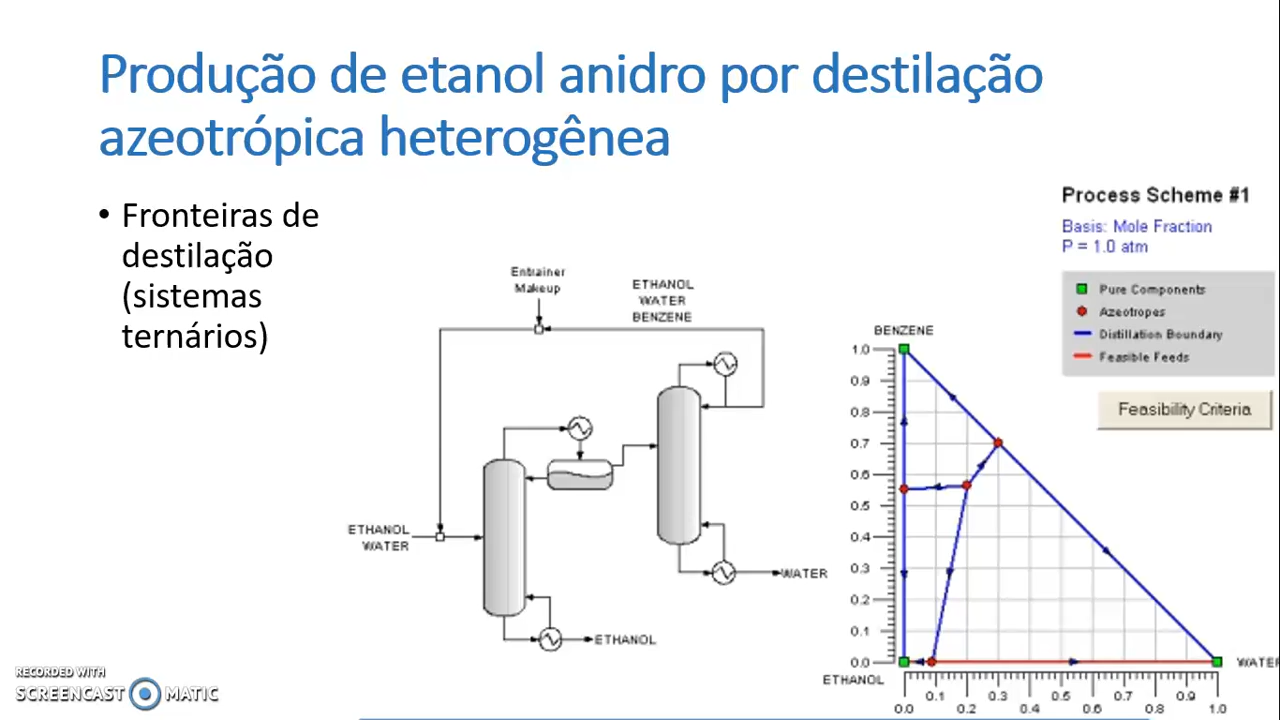 Produção de etanol anidro por destilação
azeotrópica heterogênea
• Fronteiras de
destilação
(sistemas
ternários)
Entrainer
Makeup
ETHANOL
WATER
BENZENE
ETHANOL
WATER
WATER
ETHANOL
Process Scheme #1
Basis: Mole Fraction
P = 1.0 atm
Pure Components
Azeotropes
Distillation Boundary
Feasible Feeds
Feasibility Criteria
BENZENE
1.0
0.9
0.8
0.7
0.6
0.5
0.4
0.3
0.2
0.1
0.0
ETHANOL
WATER
0.1 0.3 0.5 0.7 0.9
0.0 0.2 0.4 0.6 0.8 1.0
RECORDED WITH
SCREENCAST MATIC